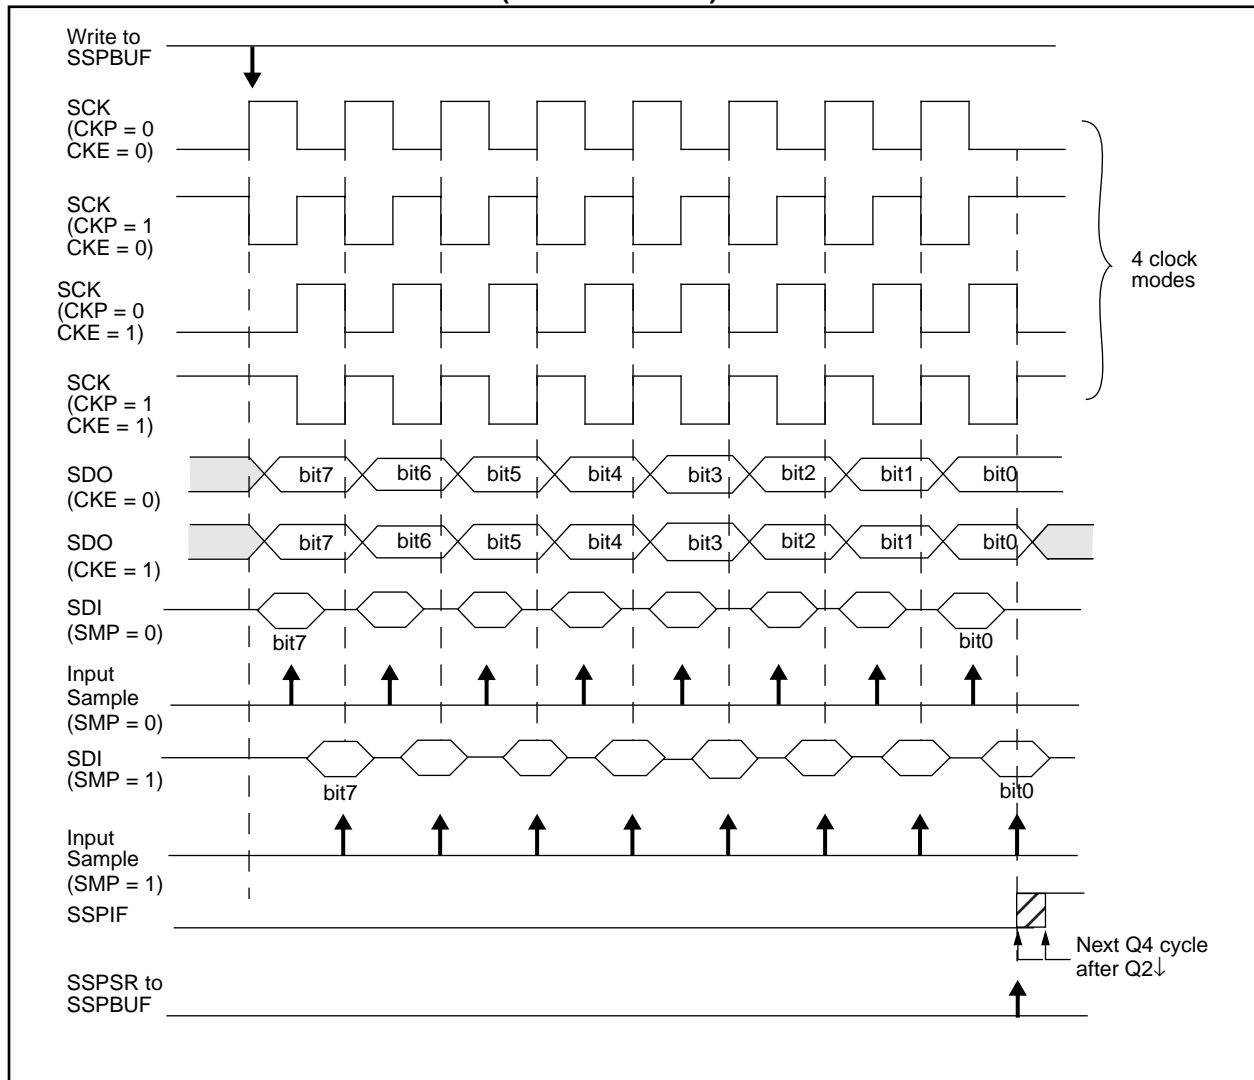 Write to
SSPBUF
SCK
(CKP = 0
CKE = 0)
SCK
(CKP = 1
CKE = 0)
SCK
(CKP = 0
CKE = 1)
4 clock
modes
SCK
(CKP = 1
CKE = 1)
SDO
(CKE = 0)
bit7 bit6 bit5 bit4 bit3 bit2 bit1 bit0
SDO
(CKE = 1)
bit7 bit6 bit5 bit4 bit3 bit2 bit1 bit0
SDI
(SMP = 0)
bit7 bit0
Input
Sample
(SMP = 0)
SDI
(SMP = 1)
bit7 bit0
Input
Sample
(SMP = 1)
SSPIF
Next Q4 cycle
after Q2↓
SSPSR to
SSPBUF